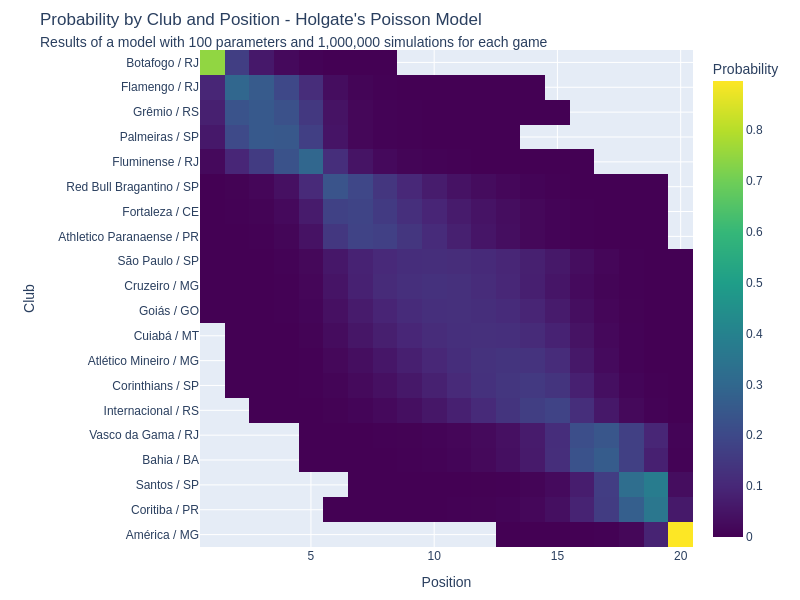 Probability by Club and Position - Holgate's Poisson Model
Results of a model with 100 parameters and 1,000,000 simulations for each game
Probability
Botafogo / RJ
Flamengo / RJ
Grêmio / RS
Palmeiras / SP
Fluminense / RJ
Red Bull Bragantino / SP
Fortaleza / CE
Athletico Paranaense / PR
São Paulo / SP
Cruzeiro / MG
Goiás / GO
Cuiabá / MT
Atlético Mineiro / MG
Corinthians / SP
Internacional / RS
Vasco da Gama / RJ
Bahia / BA
Santos / SP
Coritiba / PR
América / MG
Club
5
10
15
20
Position
0.8
0.7
0.6
0.5
0.4
0.3
0.2
0.1
0